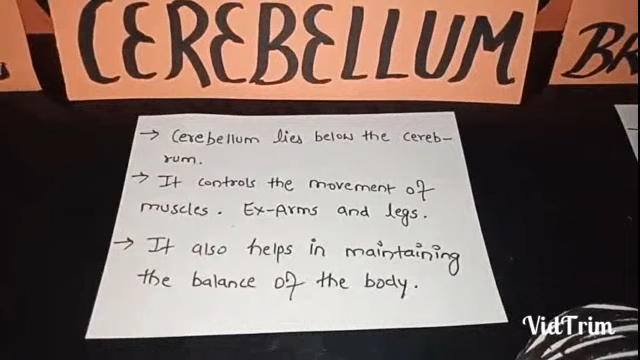 CEREBELLUM
BR
→ Cerebellum lies below the cereb-
rum.
→ It controls the movement of
muscles. Ex-Arms and legs.
→ It also helps in maintaining
the balance of the body.
VidTrim